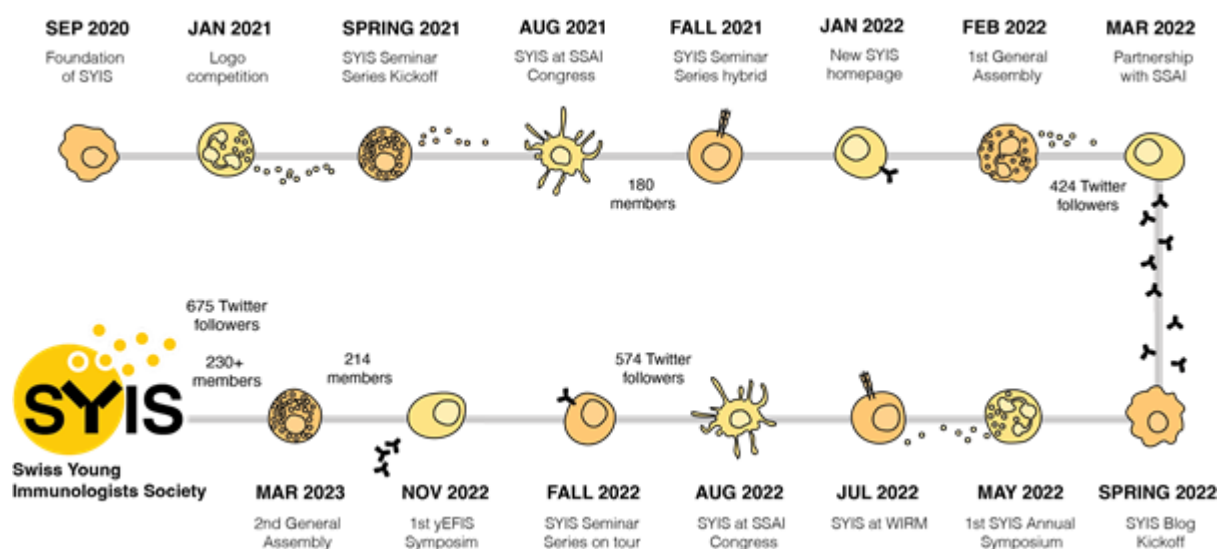 SEP 2020
Foundation
of SYIS
JAN 2021
Logo
competition
SPRING 2021
SYIS Seminar
Series Kickoff
AUG 2021
SYIS at SSAI
Congress
FALL 2021
SYIS Seminar
Series hybrid
JAN 2022
New SYIS
homepage
FEB 2022
1st General
Assembly
MAR 2022
Partnership
with SSAI
180
members
424 Twitter
followers
SPRING 2022
SYIS Blog
Kickoff
MAY 2022
1st SYIS Annual
Symposium
JUL 2022
SYIS at WIRM
AUG 2022
SYIS at SSAI
Congress
574 Twitter
followers
FALL 2022
SYIS Seminar
Series on tour
NOV 2022
1st yEFIS
Symposim
214
members
MAR 2023
2nd General
Assembly
675 Twitter
followers
230+
members
SYIS
Swiss Young
Immunologists Society